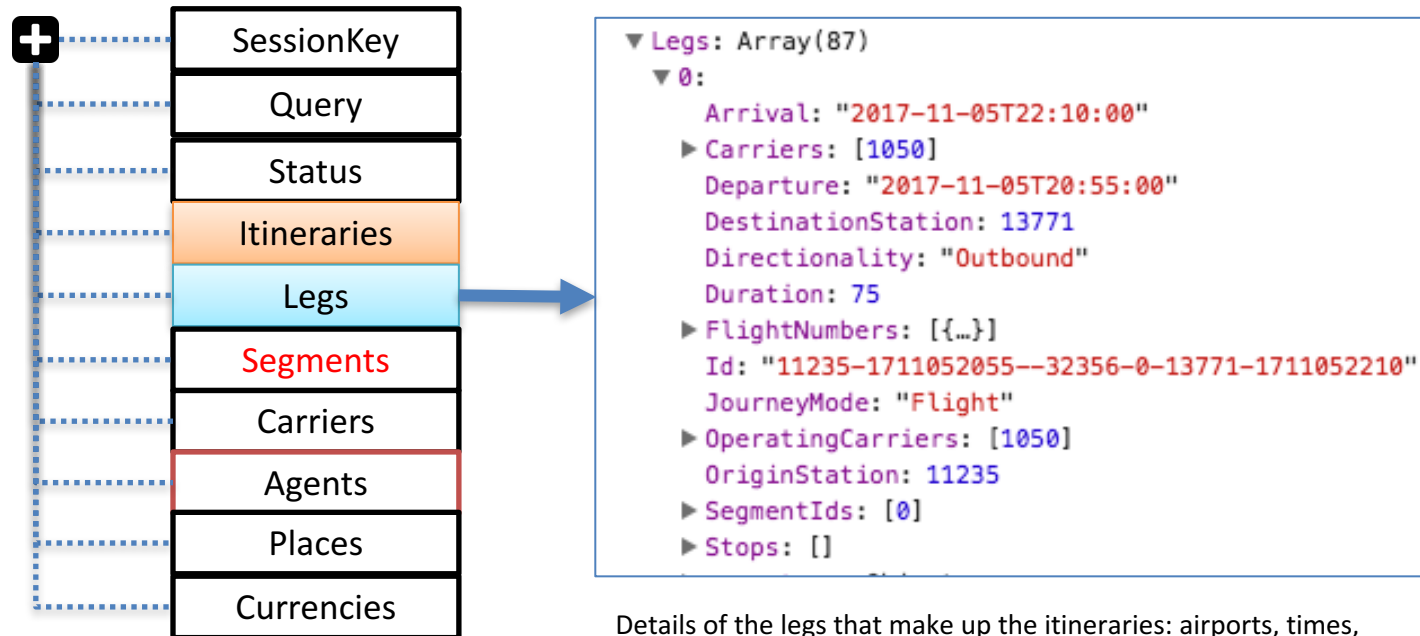 SessionKey
Query
Status
Itineraries
Legs
Segments
Carriers
Agents
Places
Currencies
▼ Legs: Array(87)
▼ 0:
Arrival: "2017-11-05T22:10:00"
▶ Carriers: [1050]
Departure: "2017-11-05T20:55:00"
DestinationStation: 13771
Directionality: "Outbound"
Duration: 75
▶ FlightNumbers: [{…}]
Id: "11235-1711052055--32356-0-13771-1711052210"
JourneyMode: "Flight"
▶ OperatingCarriers: [1050]
OriginStation: 11235
▶ SegmentIds: [0]
▶ Stops: []
Details of the legs that make up the itineraries: airports, times,